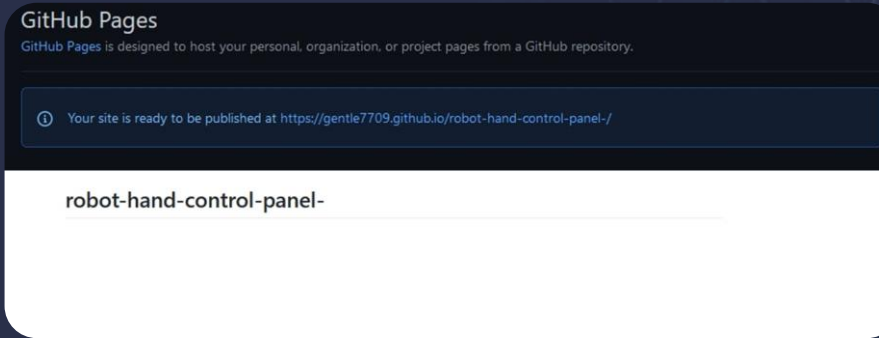 GitHub Pages
GitHub Pages is designed to host your personal, organization, or project pages from a GitHub repository.
Your site is ready to be published at https://gentle7709.github.io/robot-hand-control-panel-/
robot-hand-control-panel-